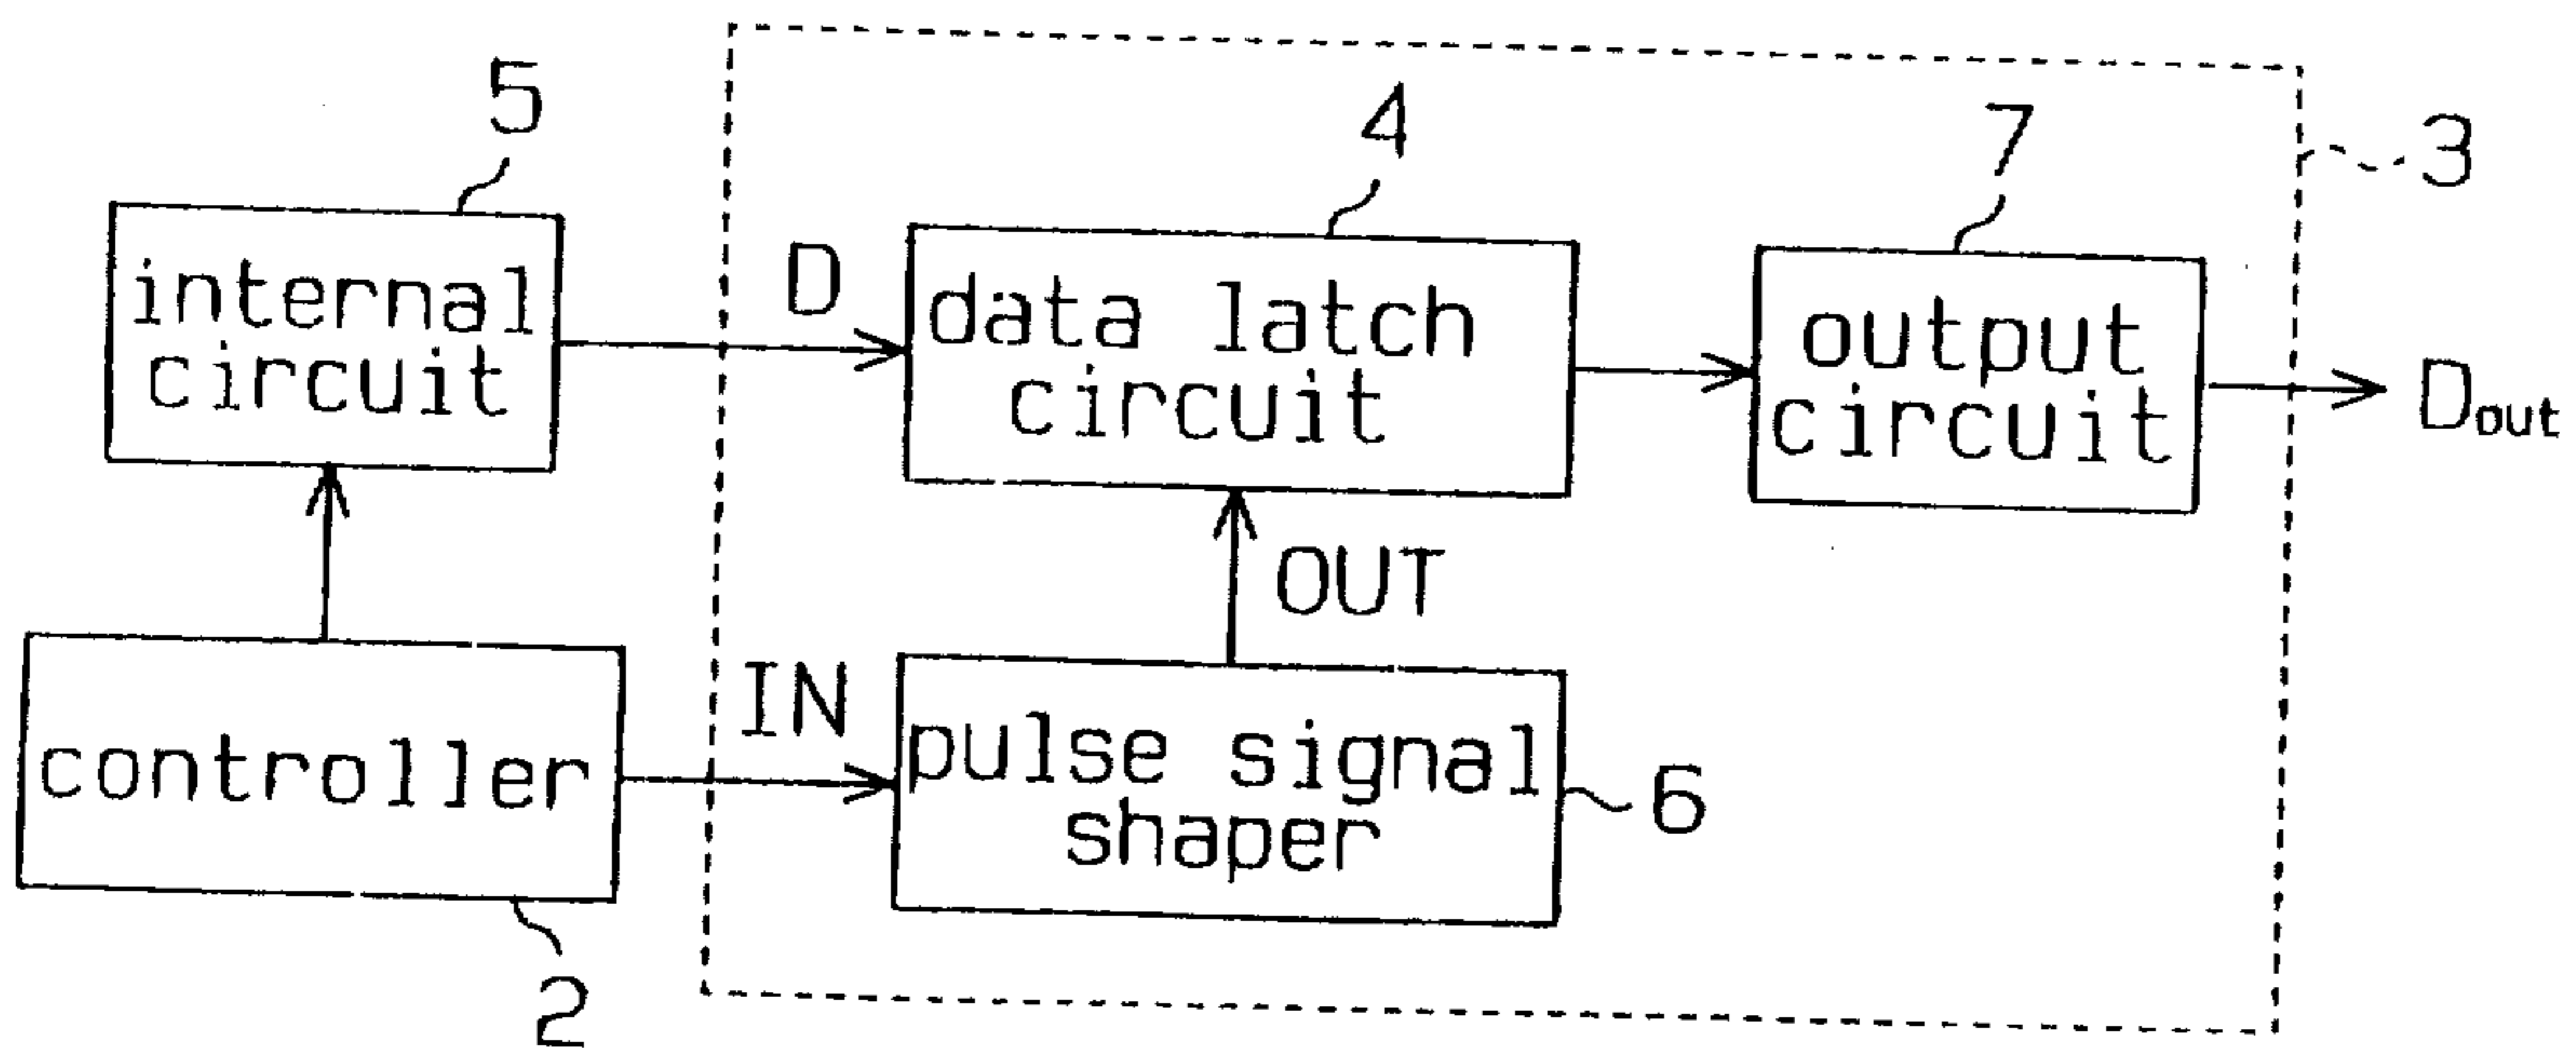 5
4
7
3
internal
circuit
D
data latch
circuit
output
circuit
Dout
OUT
controller
IN
pulse signal
shaper
6
2